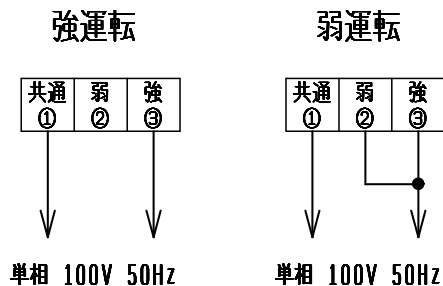 強運転 弱運転
共通 弱 強 共通 弱 強
① ② ③ ① ② ③
単相 100V 50Hz 単相 100V 50Hz